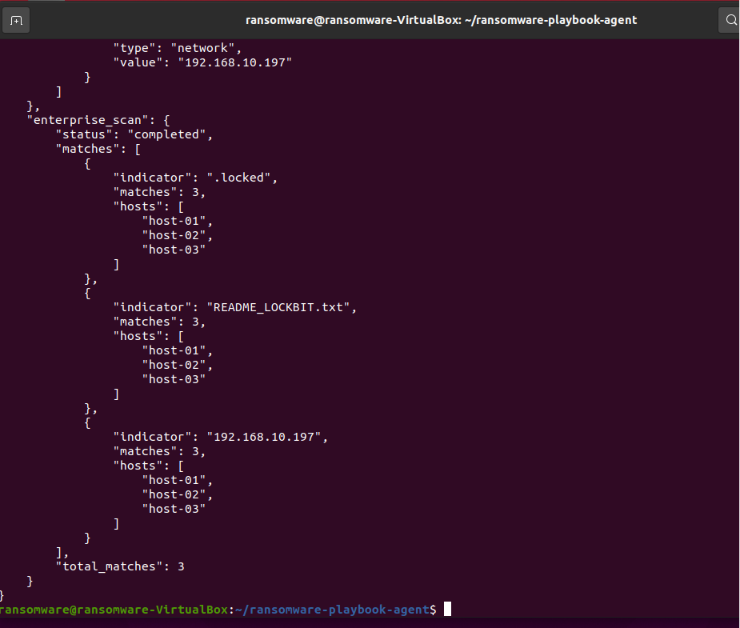 ransomware@ransomware-VirtualBox: ~/ransomware-playbook-agent
                "type": "network",
                "value": "192.168.10.197"
            }
        ]
    },
    "enterprise_scan": {
        "status": "completed",
        "matches": [
            {
                "indicator": ".locked",
                "matches": 3,
                "hosts": [
                    "host-01",
                    "host-02",
                    "host-03"
                ]
            },
            {
                "indicator": "README_LOCKBIT.txt",
                "matches": 3,
                "hosts": [
                    "host-01",
                    "host-02",
                    "host-03"
                ]
            },
            {
                "indicator": "192.168.10.197",
                "matches": 3,
                "hosts": [
                    "host-01",
                    "host-02",
                    "host-03"
                ]
            }
        ],
        "total_matches": 3
    }
}
ransomware@ransomware-VirtualBox:~/ransomware-playbook-agent$